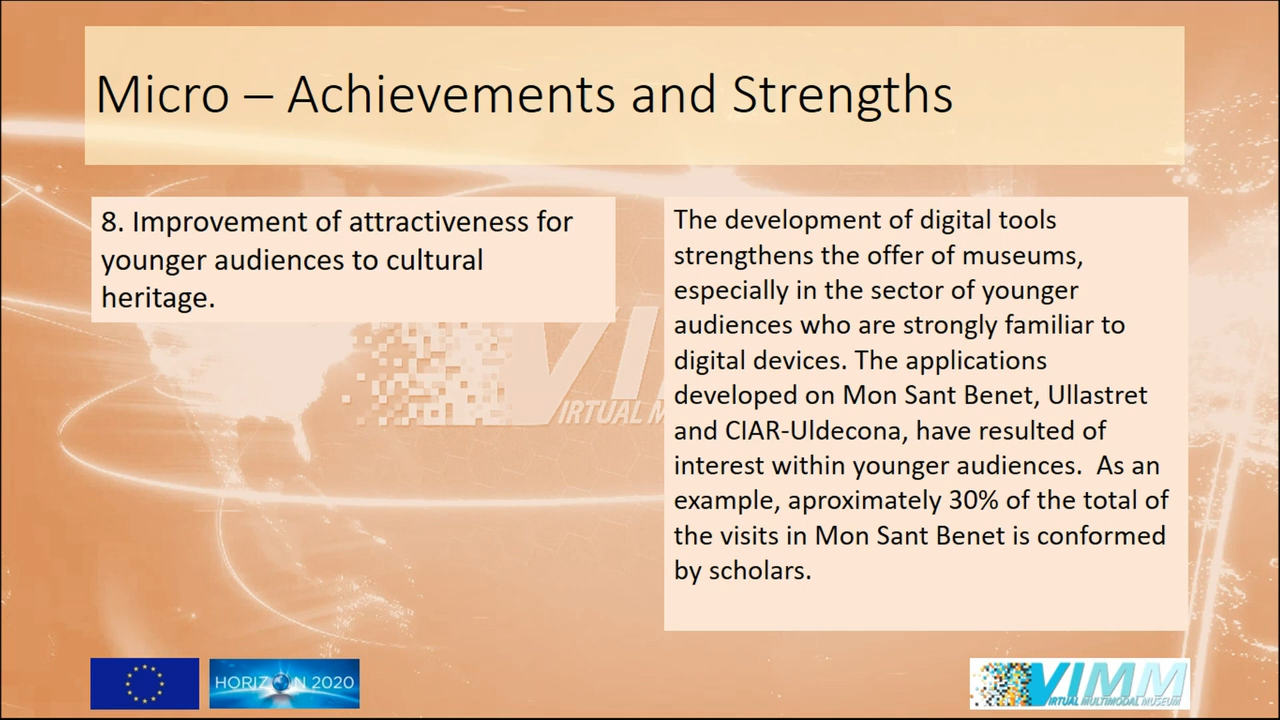 Micro – Achievements and Strengths
8. Improvement of attractiveness for
younger audiences to cultural
heritage.
The development of digital tools
strengthens the offer of museums,
especially in the sector of younger
audiences who are strongly familiar to
digital devices. The applications
developed on Mon Sant Benet, Ullastret
and CIAR-Uldecona, have resulted of
interest within younger audiences.  As an
example, aproximately 30% of the total of
the visits in Mon Sant Benet is conformed
by scholars.
VIM
VIRTUAL M
HORIZON 2020
VIMM
VIRTUAL MULTIMODAL MUSEUM